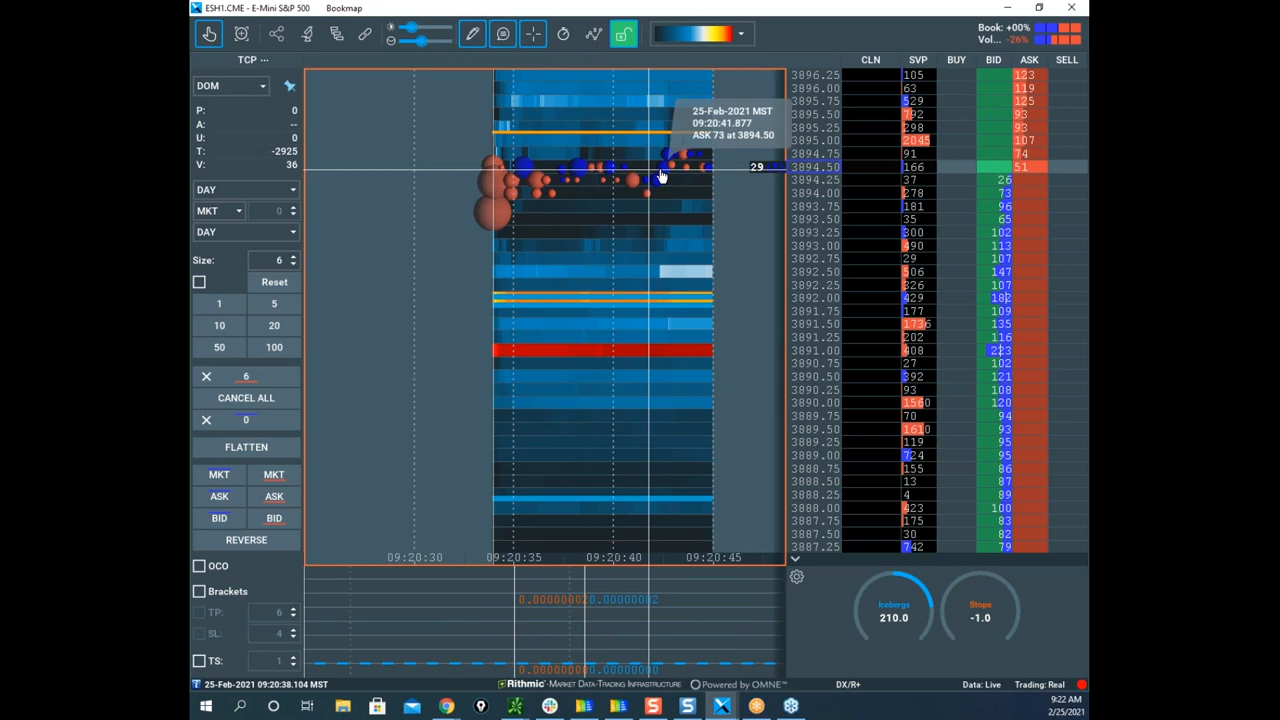 ESH1.CME - E-Mini S&P 500 Bookmap
Book: +00%
Vol... -26%
TCP ...
CLN SVP BUY BID ASK SELL
DOM
P: 0
A: --
U: 0
T: -2925
V: 36
DAY
MKT 0
DAY
Size: 6
Reset
1 5
10 20
50 100
6
CANCEL ALL
0
FLATTEN
MKT MKT
ASK ASK
BID BID
REVERSE
OCO
Brackets
TP: 6
SL: 4
TS: 1
25-Feb-2021 MST
09:20:41.877
ASK 73 at 3894.50
29
09:20:30 09:20:35 09:20:40 09:20:45
3896.25 105 123
3896.00 63 119
3895.75 529 125
3895.50 792 93
3895.25 298 93
3895.00 2045 107
3894.75 91 74
3894.50 166 51
3894.25 37 26
3894.00 278 73
3893.75 181 96
3893.50 35 65
3893.25 300 102
3893.00 490 113
3892.75 29 107
3892.50 506 147
3892.25 326 107
3892.00 429 182
3891.75 177 109
3891.50 1736 135
3891.25 202 116
3891.00 408 223
3890.75 27 102
3890.50 392 121
3890.25 93 108
3890.00 1560 120
3889.75 70 94
3889.50 1610 93
3889.25 119 95
3889.00 724 95
3888.75 155 86
3888.50 13 87
3888.25 4 89
3888.00 423 100
3887.75 175 83
3887.50 30 82
3887.25 742 79
Icebergs
210.0
Stops
-1.0
25-Feb-2021 09:20:38.104 MST
Rithmic - MARKET DATA-TRADING INFRASTRUCTURE
Powered by OMNE™
DX/R+
Data: Live
Trading: Real
9:22 AM
2/25/2021